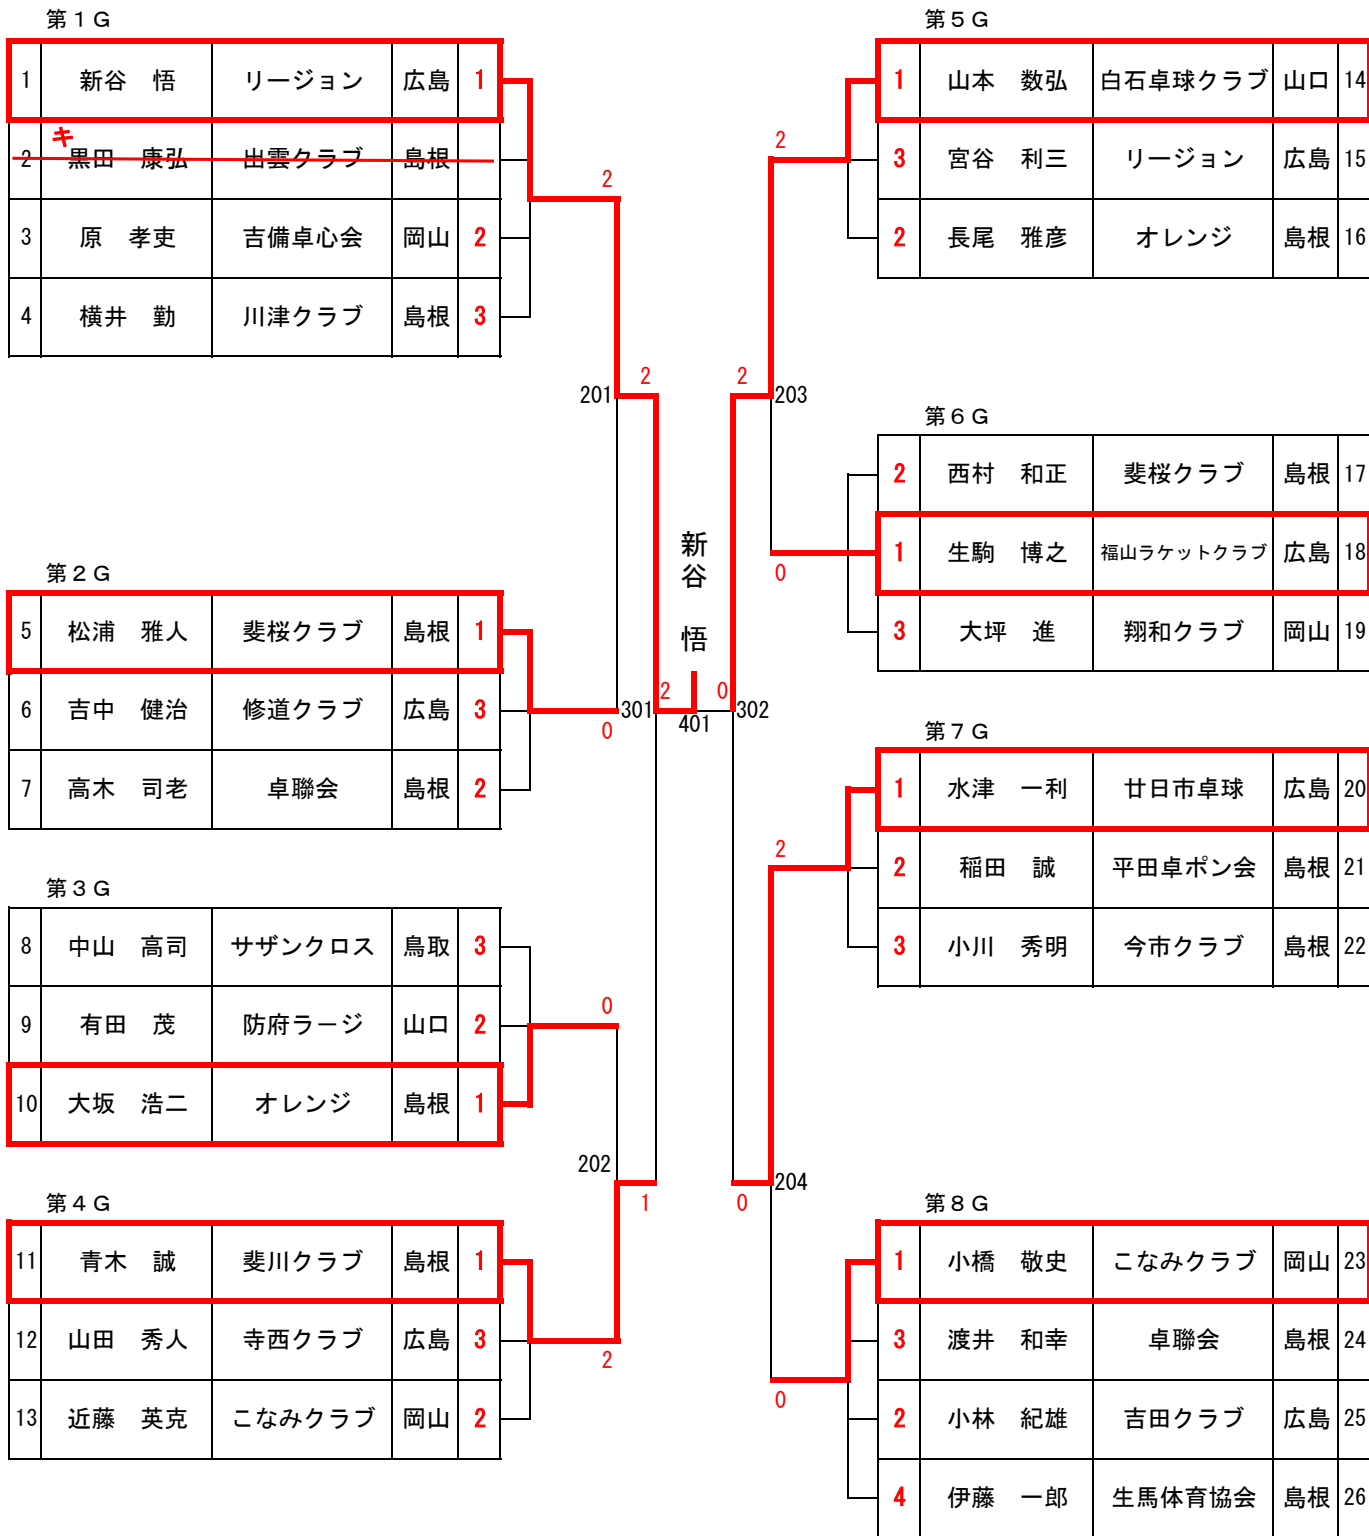 第１Ｇ
1 新谷　悟 リージョン 広島 1
キ
2 黒田　康弘 出雲クラブ 島根
3 原　孝吏 吉備卓心会 岡山 2
4 横井　勤 川津クラブ 島根 3
第２Ｇ
5 松浦　雅人 斐桜クラブ 島根 1
6 吉中　健治 修道クラブ 広島 3
7 高木　司老 卓聯会 島根 2
第３Ｇ
8 中山　高司 サザンクロス 鳥取 3
9 有田　茂 防府ラージ 山口 2
10 大坂　浩二 オレンジ 島根 1
第４Ｇ
11 青木　誠 斐川クラブ 島根 1
12 山田　秀人 寺西クラブ 広島 3
13 近藤　英克 こなみクラブ 岡山 2
2
201
2
0
301
2
0
202
1
2
新谷　悟
401
0
302
2
203
2
0
2
204
0
0
第５Ｇ
1 山本　数弘 白石卓球クラブ 山口 14
3 宮谷　利三 リージョン 広島 15
2 長尾　雅彦 オレンジ 島根 16
第６Ｇ
2 西村　和正 斐桜クラブ 島根 17
1 生駒　博之 福山ラケットクラブ 広島 18
3 大坪　進 翔和クラブ 岡山 19
第７Ｇ
1 水津　一利 廿日市卓球 広島 20
2 稲田　誠 平田卓ポン会 島根 21
3 小川　秀明 今市クラブ 島根 22
第８Ｇ
1 小橋　敬史 こなみクラブ 岡山 23
3 渡井　和幸 卓聯会 島根 24
2 小林　紀雄 吉田クラブ 広島 25
4 伊藤　一郎 生馬体育協会 島根 26